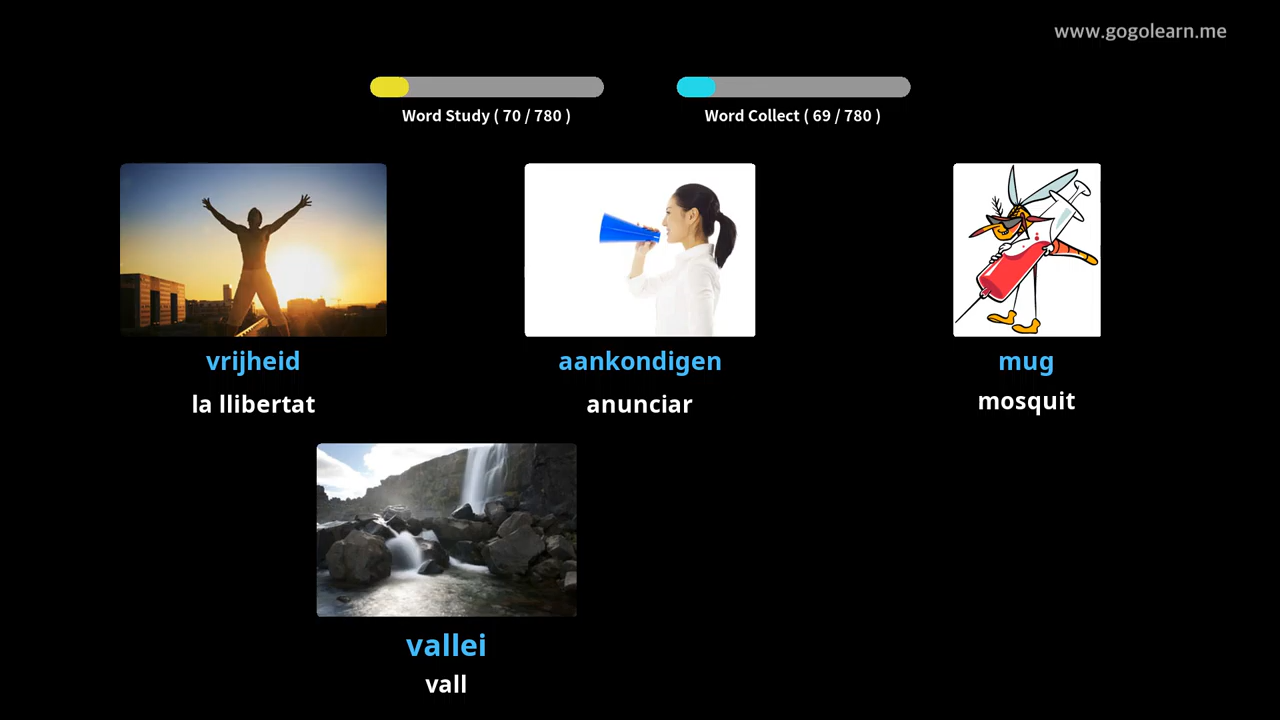 www.gogolearn.me
Word Study ( 70 / 780 )
Word Collect ( 69 / 780 )
vrijheid
la llibertat
aankondigen
anunciar
mug
mosquit
vallei
vall